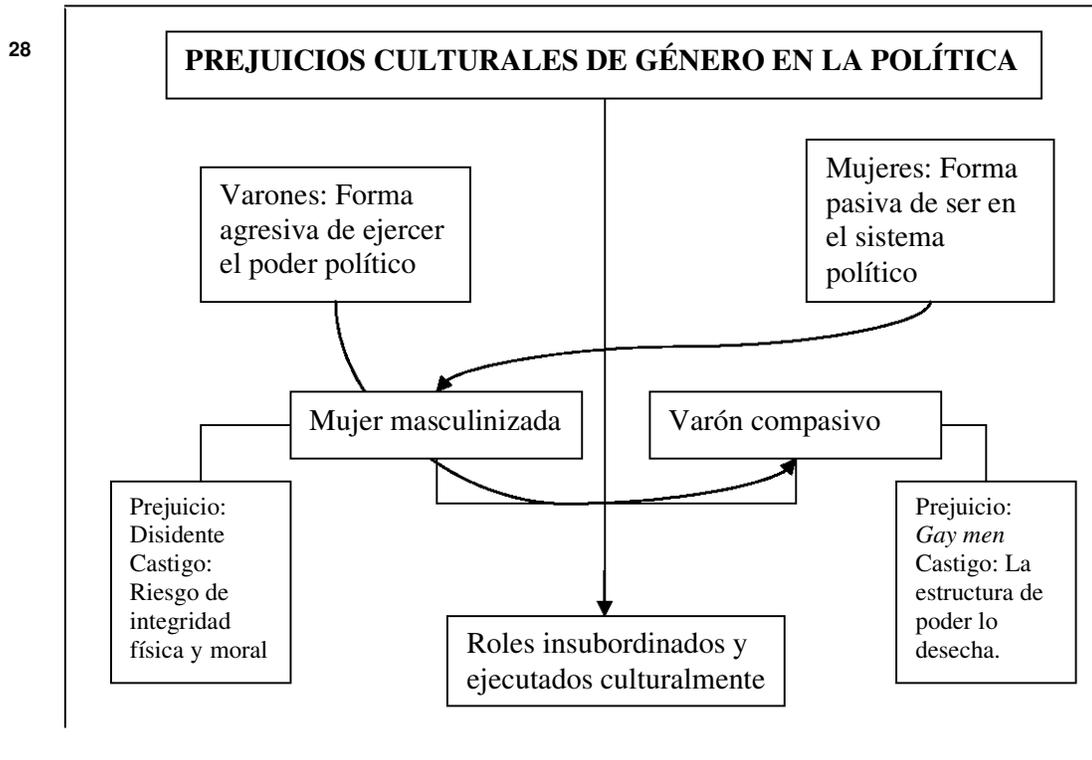 28
PREJUICIOS CULTURALES DE GÉNERO EN LA POLÍTICA
Varones: Forma
agresiva de ejercer
el poder político
Mujeres: Forma
pasiva de ser en
el sistema
político
Mujer masculinizada
Varón compasivo
Prejuicio:
Disidente
Castigo:
Riesgo de
integridad
física y moral
Prejuicio:
Gay men
Castigo: La
estructura de
poder lo
desecha.
Roles insubordinados y
ejecutados culturalmente